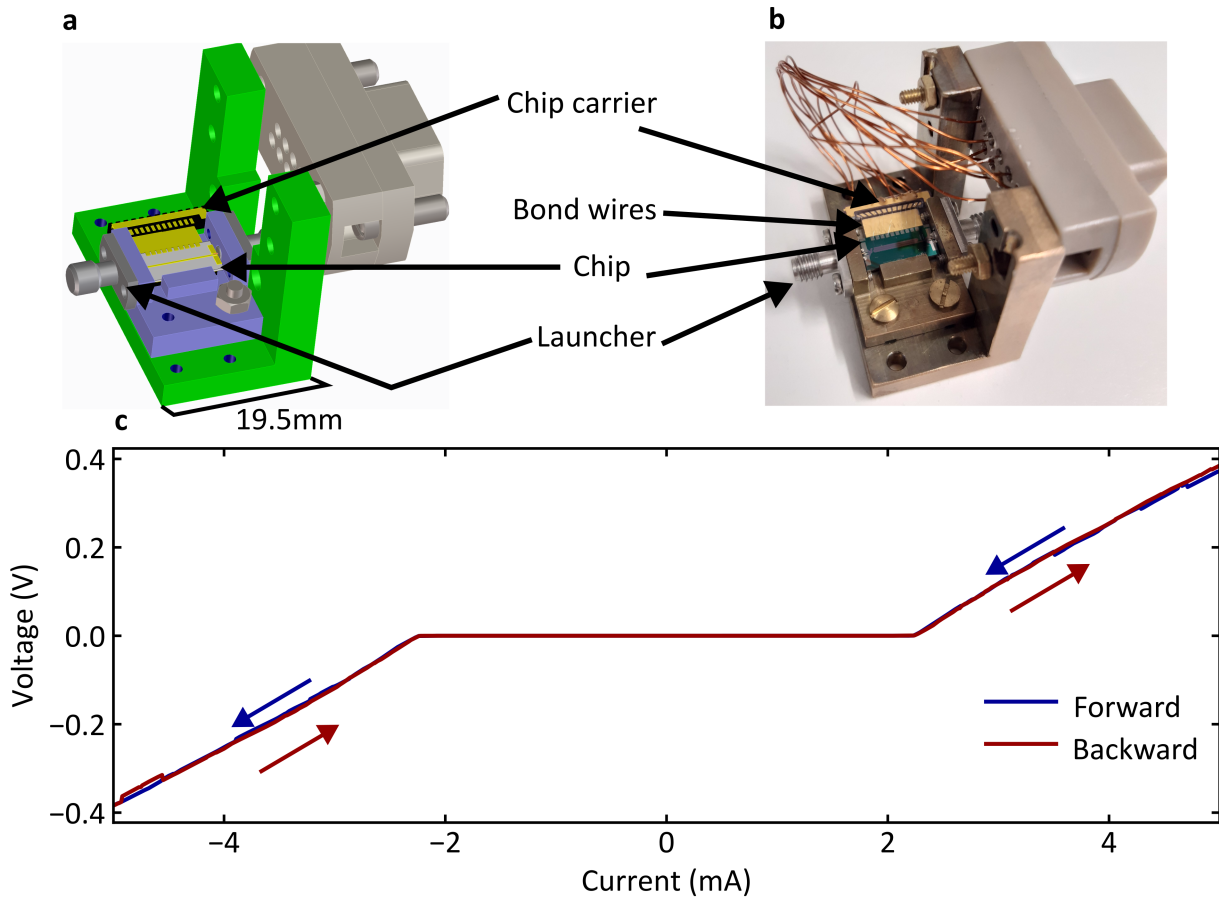 a
b
Chip carrier
Bond wires
Chip
Launcher
19.5mm
c
0.4
0.2
0.0
−0.2
−0.4
Voltage (V)
Forward
Backward
−4
−2
0
2
4
Current (mA)